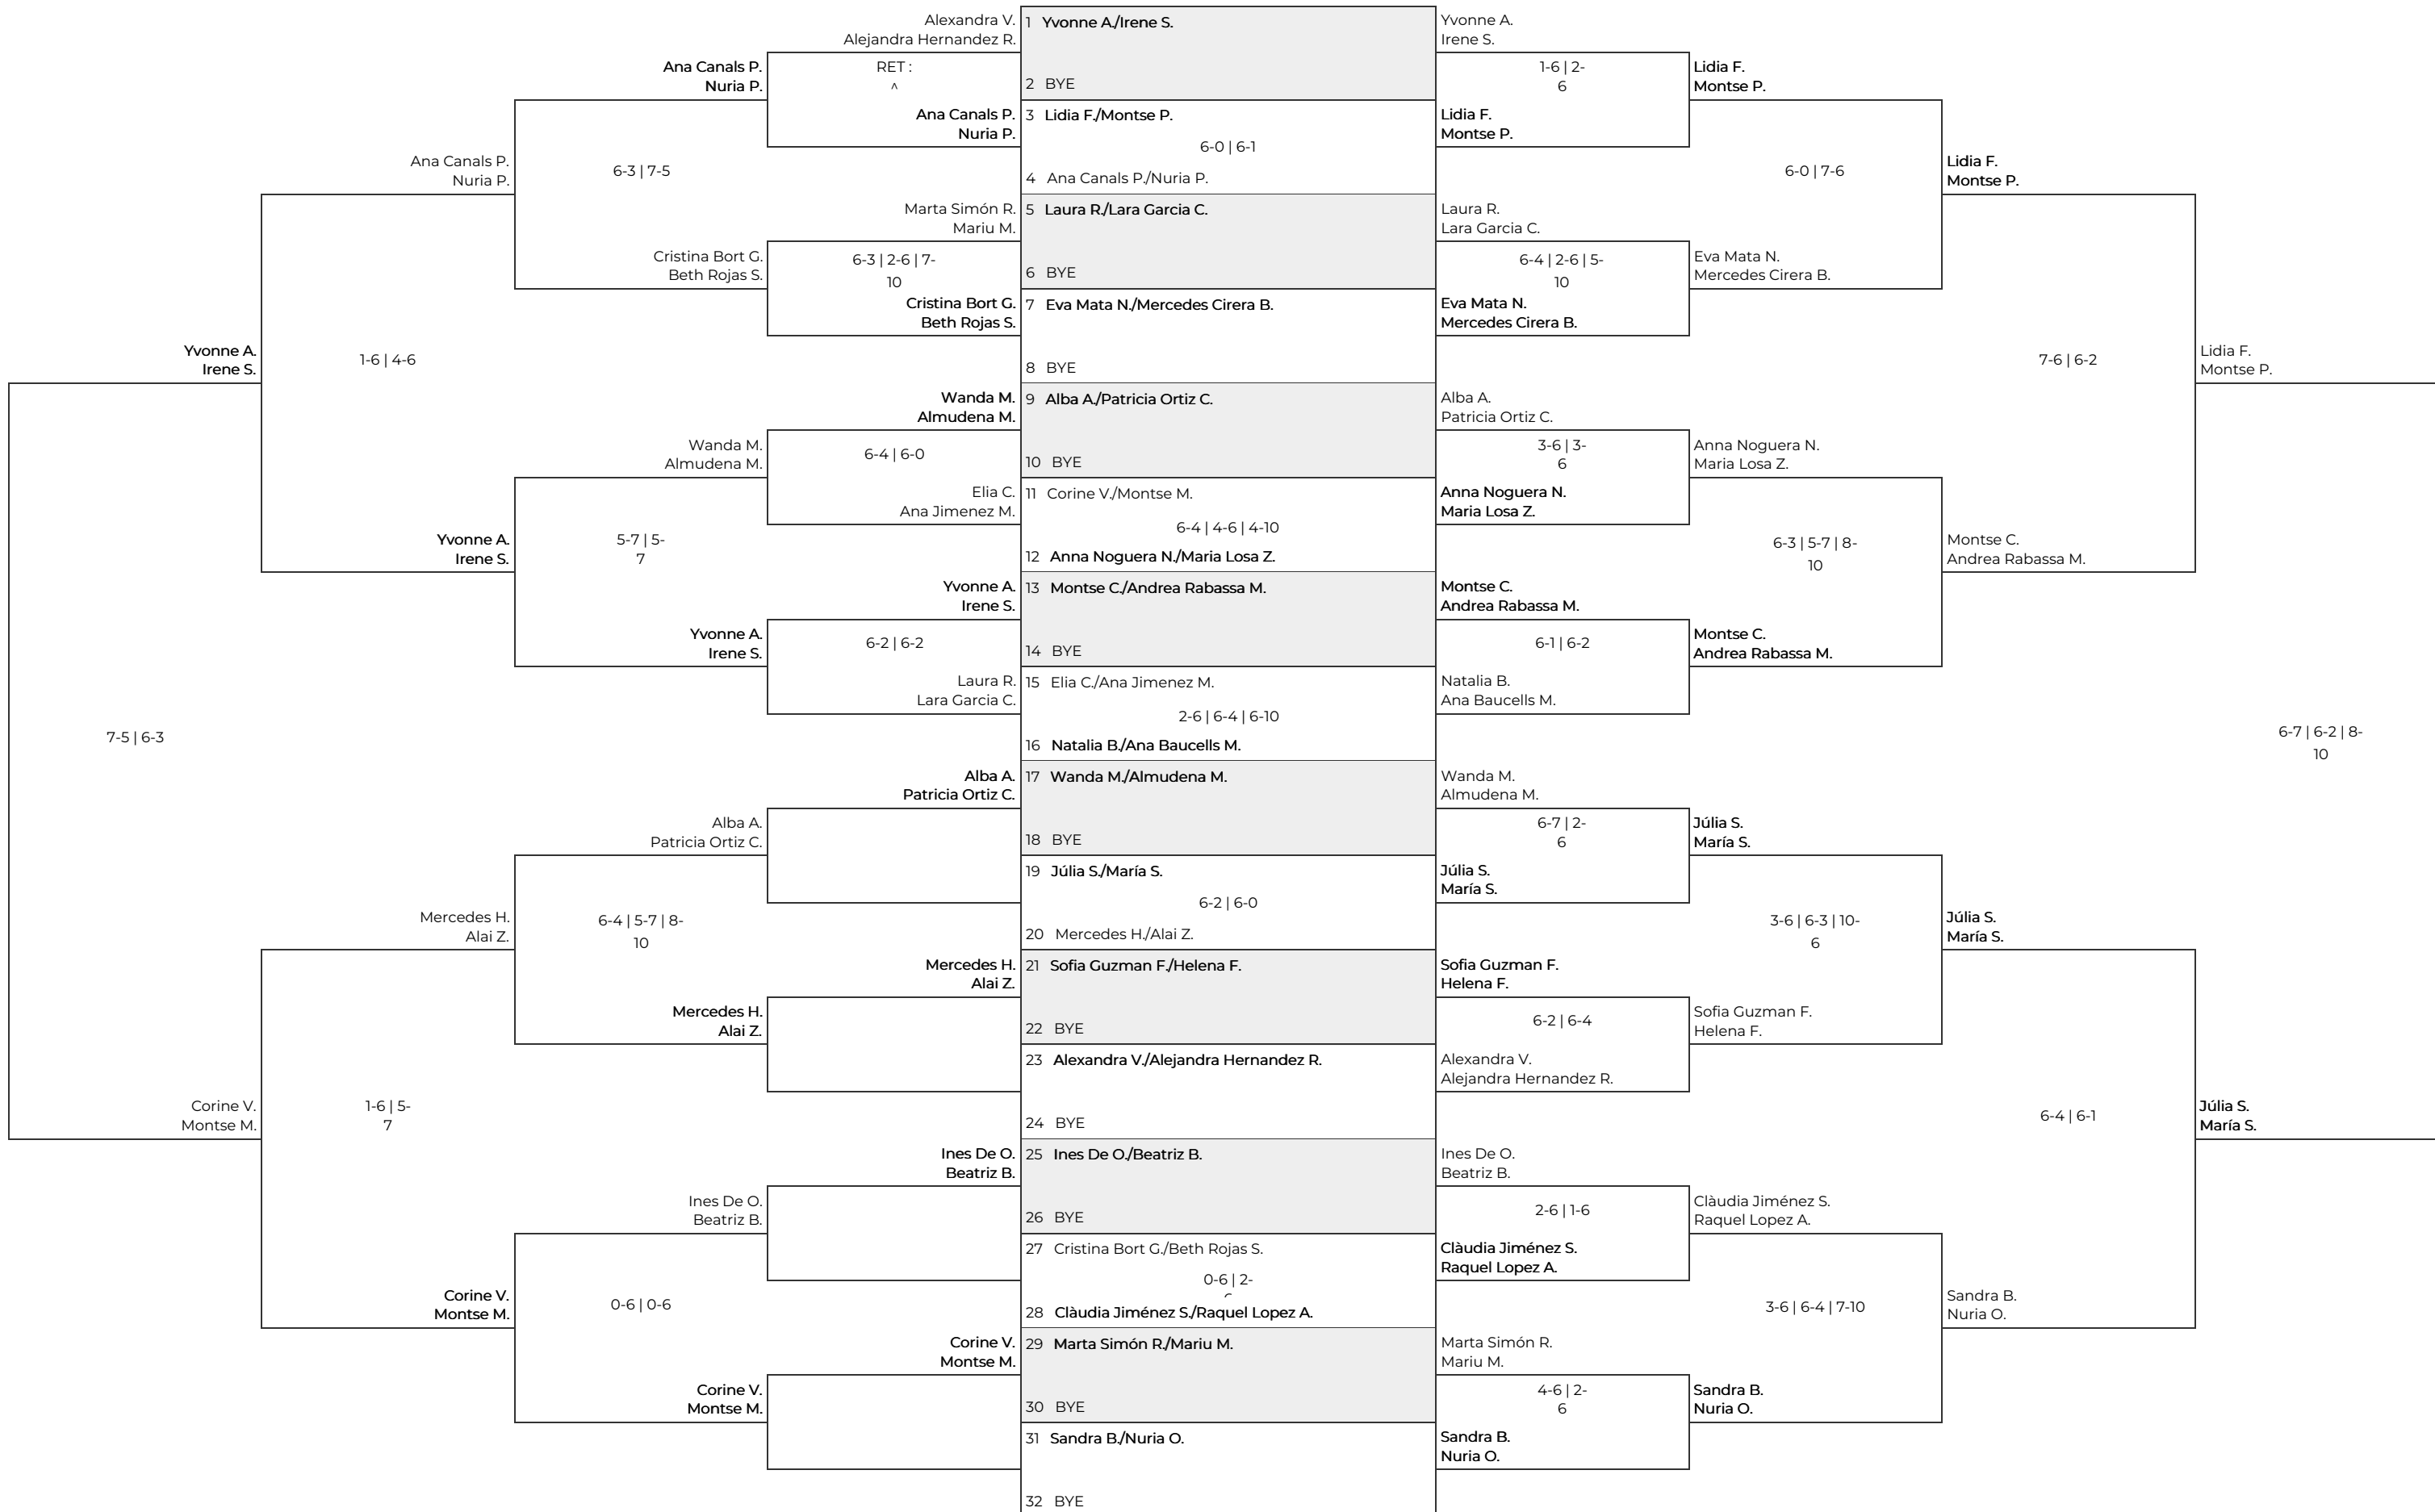 Alexandra V.
Alejandra Hernandez R.
Ana Canals P.
Nuria P.
RET :
^
Ana Canals P.
Nuria P.
Ana Canals P.
Nuria P.
6-3 | 7-5
Marta Simón R.
Mariu M.
Cristina Bort G.
Beth Rojas S.
6-3 | 2-6 | 7-
10
Cristina Bort G.
Beth Rojas S.
Yvonne A.
Irene S.
1-6 | 4-6
Wanda M.
Almudena M.
Wanda M.
Almudena M.
6-4 | 6-0
Elia C.
Ana Jimenez M.
Yvonne A.
Irene S.
5-7 | 5-
7
Yvonne A.
Irene S.
Yvonne A.
Irene S.
6-2 | 6-2
Laura R.
Lara Garcia C.
7-5 | 6-3
Alba A.
Patricia Ortiz C.
Alba A.
Patricia Ortiz C.
Mercedes H.
Alai Z.
6-4 | 5-7 | 8-
10
Mercedes H.
Alai Z.
Mercedes H.
Alai Z.
Corine V.
Montse M.
1-6 | 5-
7
Ines De O.
Beatriz B.
Ines De O.
Beatriz B.
Corine V.
Montse M.
0-6 | 0-6
Corine V.
Montse M.
Corine V.
Montse M.
1 Yvonne A./Irene S.
2 BYE
3 Lidia F./Montse P.
6-0 | 6-1
4 Ana Canals P./Nuria P.
5 Laura R./Lara Garcia C.
6 BYE
7 Eva Mata N./Mercedes Cirera B.
8 BYE
9 Alba A./Patricia Ortiz C.
10 BYE
11 Corine V./Montse M.
6-4 | 4-6 | 4-10
12 Anna Noguera N./Maria Losa Z.
13 Montse C./Andrea Rabassa M.
14 BYE
15 Elia C./Ana Jimenez M.
2-6 | 6-4 | 6-10
16 Natalia B./Ana Baucells M.
17 Wanda M./Almudena M.
18 BYE
19 Júlia S./María S.
6-2 | 6-0
20 Mercedes H./Alai Z.
21 Sofia Guzman F./Helena F.
22 BYE
23 Alexandra V./Alejandra Hernandez R.
24 BYE
25 Ines De O./Beatriz B.
26 BYE
27 Cristina Bort G./Beth Rojas S.
0-6 | 2-
28 Clàudia Jiménez S./Raquel Lopez A.
29 Marta Simón R./Mariu M.
30 BYE
31 Sandra B./Nuria O.
32 BYE
Yvonne A.
Irene S.
1-6 | 2-
6
Lidia F.
Montse P.
Lidia F.
Montse P.
6-0 | 7-6
Lidia F.
Montse P.
Laura R.
Lara Garcia C.
6-4 | 2-6 | 5-
10
Eva Mata N.
Mercedes Cirera B.
Eva Mata N.
Mercedes Cirera B.
7-6 | 6-2
Lidia F.
Montse P.
Alba A.
Patricia Ortiz C.
3-6 | 3-
6
Anna Noguera N.
Maria Losa Z.
Anna Noguera N.
Maria Losa Z.
6-3 | 5-7 | 8-
10
Montse C.
Andrea Rabassa M.
Montse C.
Andrea Rabassa M.
6-1 | 6-2
Montse C.
Andrea Rabassa M.
Natalia B.
Ana Baucells M.
6-7 | 6-2 | 8-
10
Wanda M.
Almudena M.
6-7 | 2-
6
Júlia S.
María S.
Júlia S.
María S.
3-6 | 6-3 | 10-
6
Júlia S.
María S.
Sofia Guzman F.
Helena F.
6-2 | 6-4
Sofia Guzman F.
Helena F.
Alexandra V.
Alejandra Hernandez R.
6-4 | 6-1
Júlia S.
María S.
Ines De O.
Beatriz B.
2-6 | 1-6
Clàudia Jiménez S.
Raquel Lopez A.
Clàudia Jiménez S.
Raquel Lopez A.
3-6 | 6-4 | 7-10
Sandra B.
Nuria O.
Marta Simón R.
Mariu M.
4-6 | 2-
6
Sandra B.
Nuria O.
Sandra B.
Nuria O.